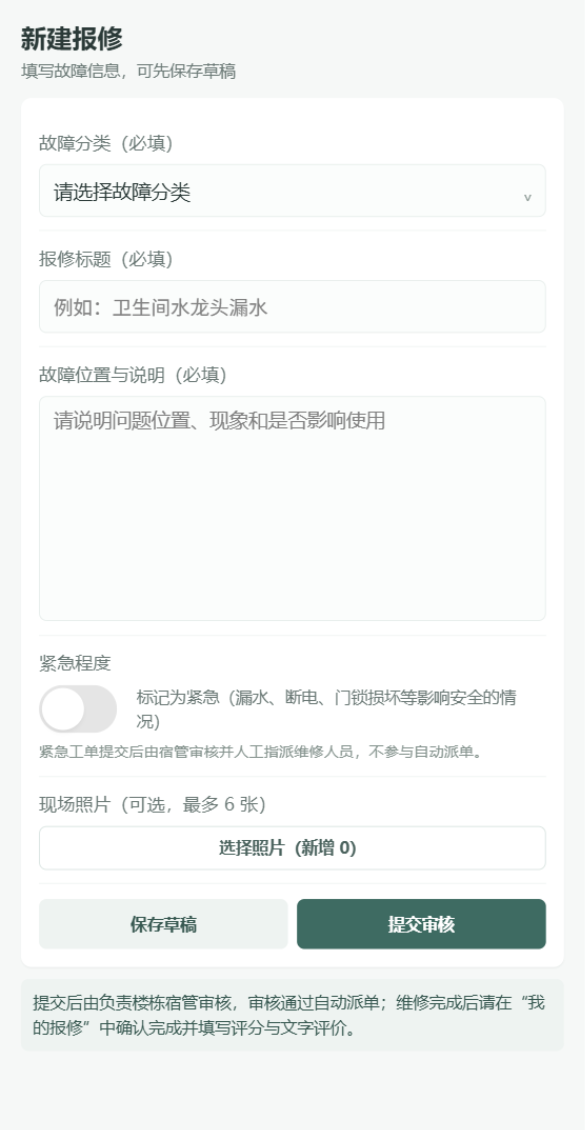 新建报修
填写故障信息，可先保存草稿
故障分类（必填）
请选择故障分类
v
报修标题（必填）
例如：卫生间水龙头漏水
故障位置与说明（必填）
请说明问题位置、现象和是否影响使用
紧急程度
标记为紧急（漏水、断电、门锁损坏等影响安全的情
况）
紧急工单提交后由宿管审核并人工指派维修人员，不参与自动派单。
现场照片（可选，最多 6 张）
选择照片（新增 0）
保存草稿
提交审核
提交后由负责楼栋宿管审核，审核通过自动派单；维修完成后请在“我
的报修”中确认完成并填写评分与文字评价。